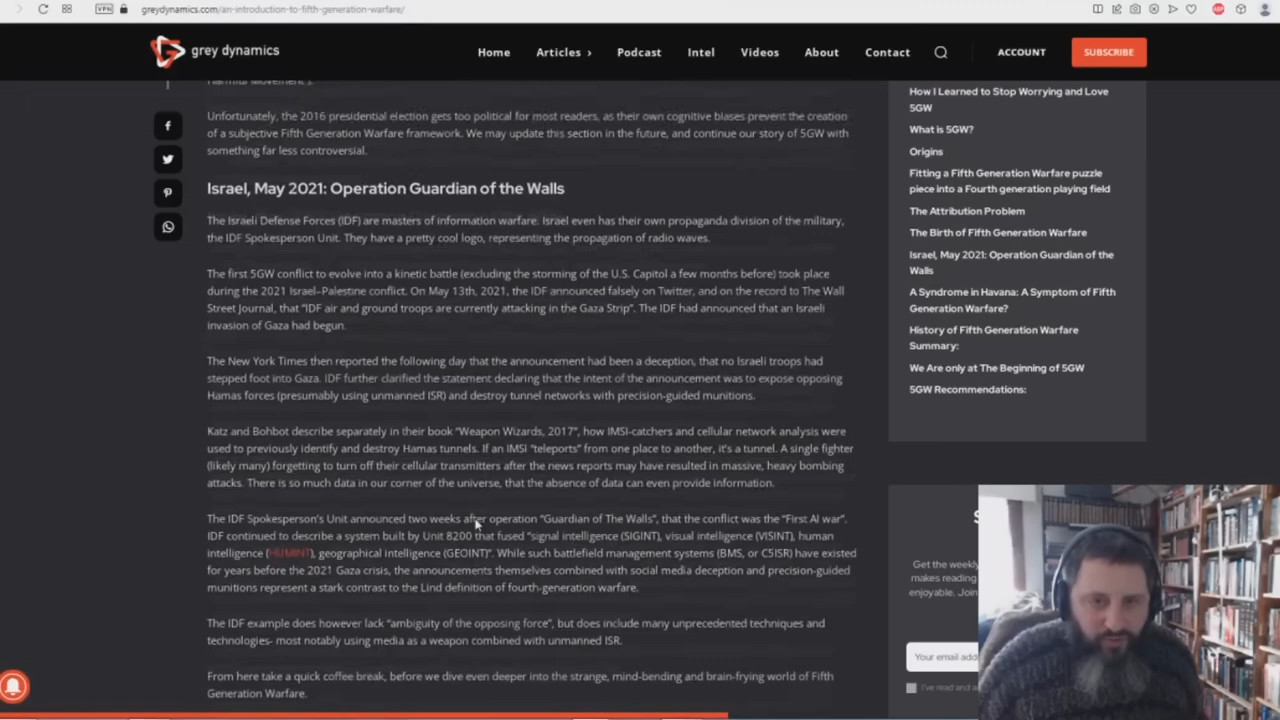 VPN
greydynamics.com/an-introduction-to-fifth-generation-warfare/
ABP
grey dynamics
Home
Articles ›
Podcast
Intel
Videos
About
Contact
ACCOUNT
SUBSCRIBE
Unfortunately, the 2016 presidential election gets too political for most readers, as their own cognitive biases prevent the creation
of a subjective Fifth Generation Warfare framework. We may update this section in the future, and continue our story of 5GW with
something far less controversial.
Israel, May 2021: Operation Guardian of the Walls
The Israeli Defense Forces (IDF) are masters of information warfare. Israel even has their own propaganda division of the military,
the IDF Spokesperson Unit. They have a pretty cool logo, representing the propagation of radio waves.
The first 5GW conflict to evolve into a kinetic battle (excluding the storming of the U.S. Capitol a few months before) took place
during the 2021 Israel–Palestine conflict. On May 13th, 2021, the IDF announced falsely on Twitter, and on the record to The Wall
Street Journal, that "IDF air and ground troops are currently attacking in the Gaza Strip". The IDF had announced that an Israeli
invasion of Gaza had begun.
The New York Times then reported the following day that the announcement had been a deception, that no Israeli troops had
stepped foot into Gaza. IDF further clarified the statement declaring that the intent of the announcement was to expose opposing
Hamas forces (presumably using unmanned ISR) and destroy tunnel networks with precision-guided munitions.
Katz and Bohbot describe separately in their book "Weapon Wizards, 2017", how IMSI-catchers and cellular network analysis were
used to previously identify and destroy Hamas tunnels. If an IMSI "teleports" from one place to another, it's a tunnel. A single fighter
(likely many) forgetting to turn off their cellular transmitters after the news reports may have resulted in massive, heavy bombing
attacks. There is so much data in our corner of the universe, that the absence of data can even provide information.
The IDF Spokesperson's Unit announced two weeks after operation "Guardian of The Walls", that the conflict was the "First AI war".
IDF continued to describe a system built by Unit 8200 that fused "signal intelligence (SIGINT), visual intelligence (VISINT), human
intelligence (HUMINT), geographical intelligence (GEOINT)". While such battlefield management systems (BMS, or C5ISR) have existed
for years before the 2021 Gaza crisis, the announcements themselves combined with social media deception and precision-guided
munitions represent a stark contrast to the Lind definition of fourth-generation warfare.
The IDF example does however lack "ambiguity of the opposing force", but does include many unprecedented techniques and
technologies- most notably using media as a weapon combined with unmanned ISR.
From here take a quick coffee break, before we dive even deeper into the strange, mind-bending and brain-frying world of Fifth
Generation Warfare.
How I Learned to Stop Worrying and Love
5GW
What is 5GW?
Origins
Fitting a Fifth Generation Warfare puzzle
piece into a Fourth generation playing field
The Attribution Problem
The Birth of Fifth Generation Warfare
Israel, May 2021: Operation Guardian of the
Walls
A Syndrome in Havana: A Symptom of Fifth
Generation Warfare?
History of Fifth Generation Warfare
Summary:
We Are only at The Beginning of 5GW
5GW Recommendations:
Get the weekly
makes reading
enjoyable. Join
Your email add
I've read and a